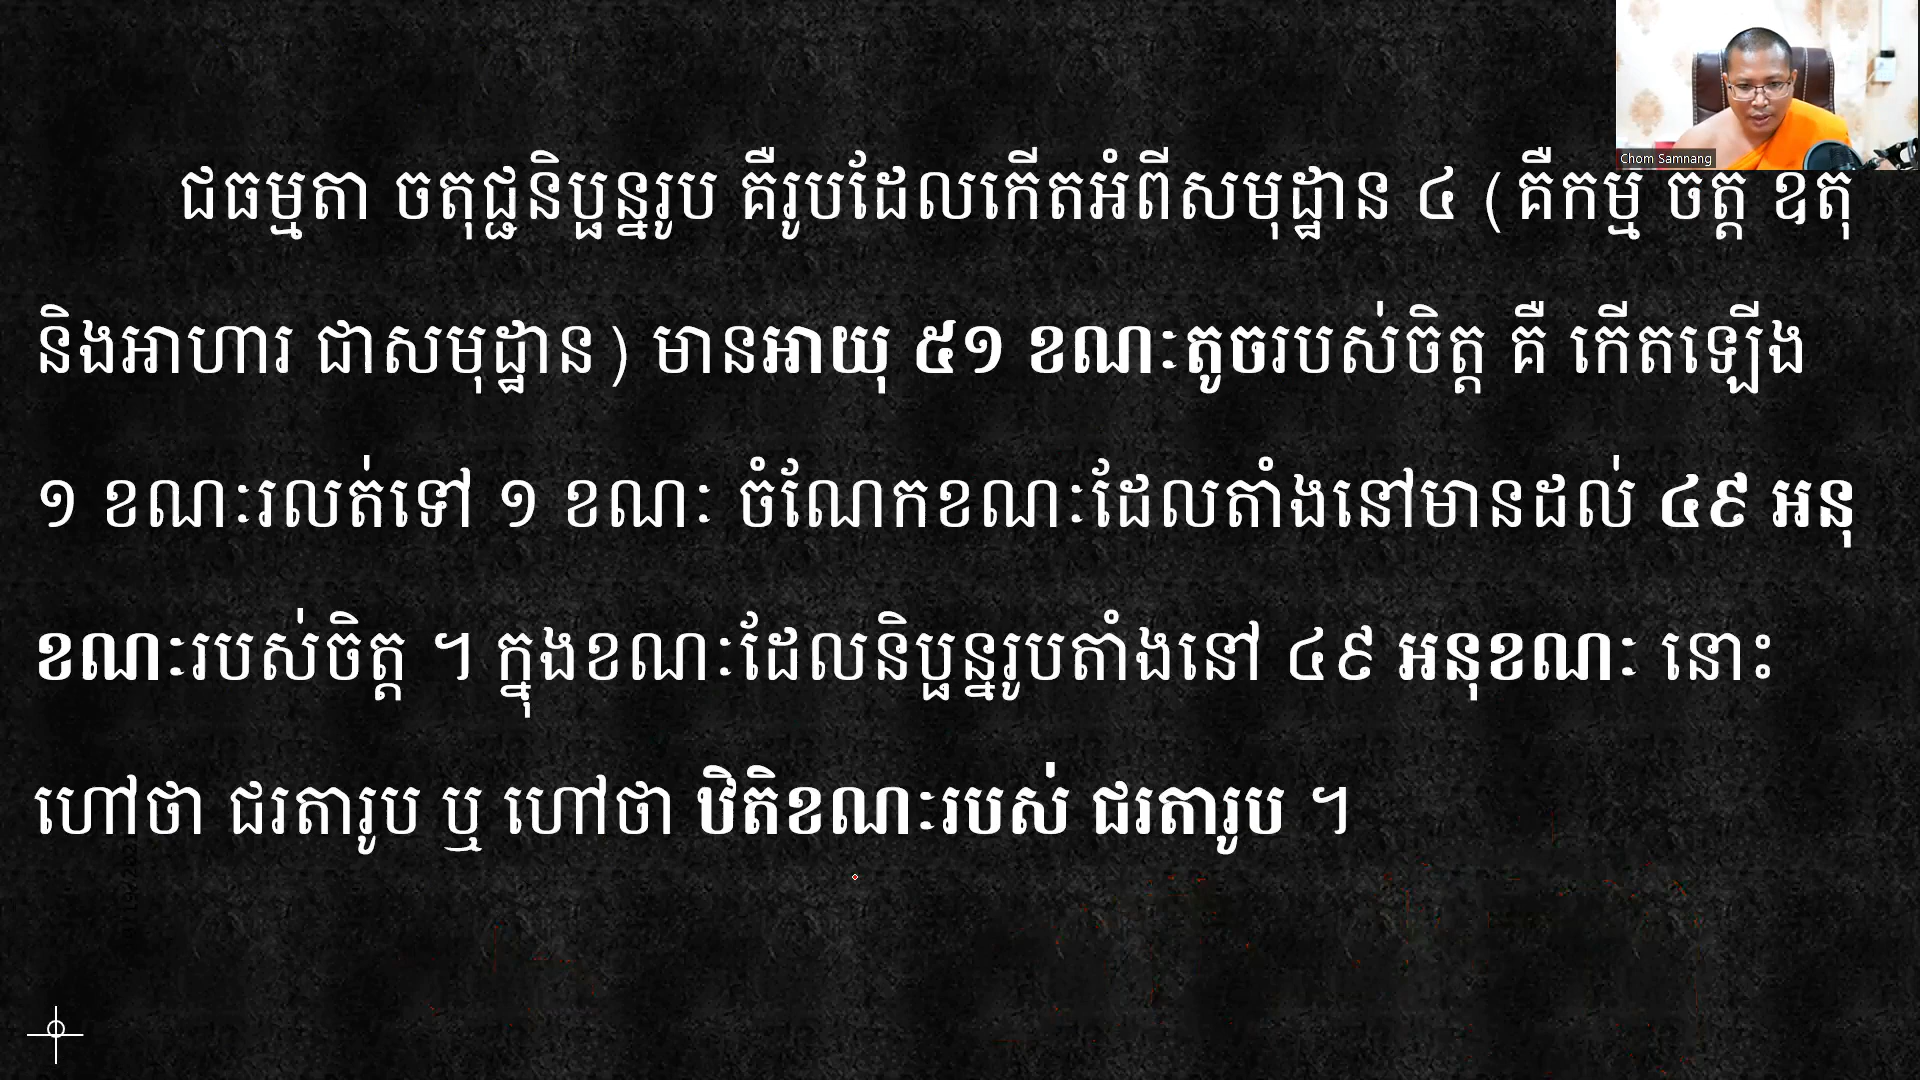 Chom Samnang
ជធម្មតា ចតុជ្ជនិប្ផន្នរូប គឺរូបដែលកើតអំពីសមុដ្ឋាន ៤ (គឺកម្ម ចិត្ត ឧតុ
និងអាហារ ជាសមុដ្ឋាន) មានអាយុ ៥១ ខណៈតូចរបស់ចិត្ត គឺ កើតឡើង
១ ខណៈរលត់ទៅ ១ ខណៈ ចំណែកខណៈដែលតាំងនៅមានដល់ ៤៩ អនុ
ខណៈរបស់ចិត្ត ។ ក្នុងខណៈដែលនិប្ផន្នរូបតាំងនៅ ៤៩ អនុខណៈ នោះ
ហៅថា ជរតារូប ឬ ហៅថា ឋិតិខណៈរបស់ ជរតារូប ។